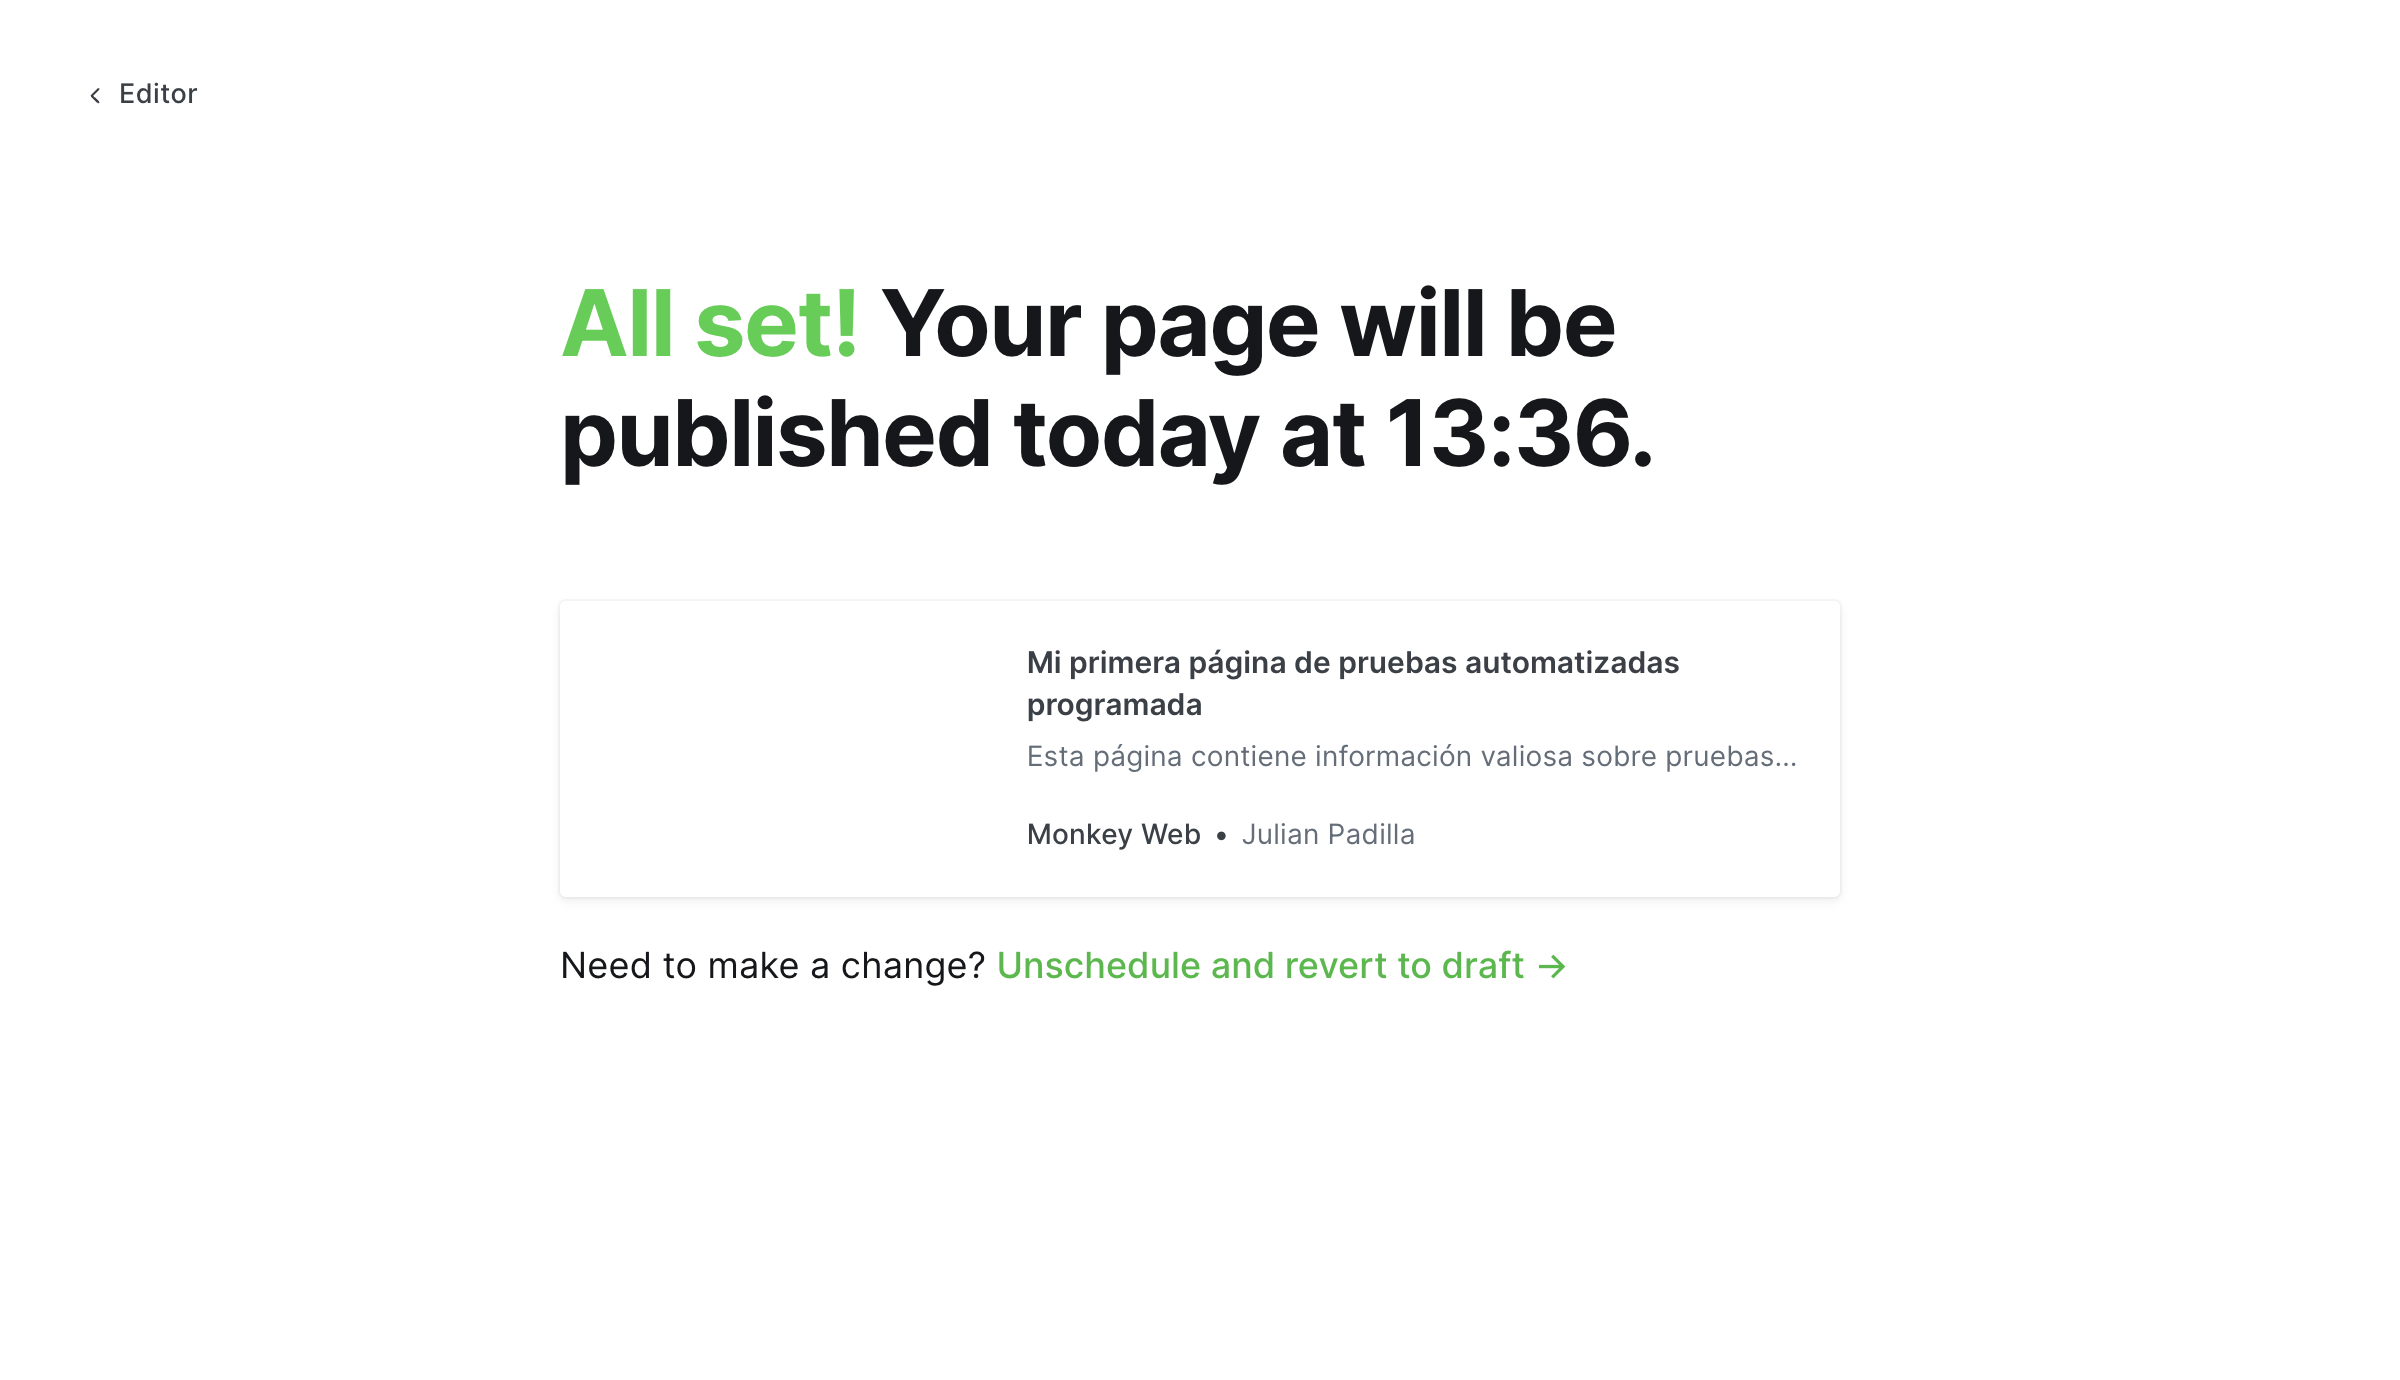 Editor
All set! Your page will be
published today at 13:36.
Mi primera página de pruebas automatizadas
programada
Esta página contiene información valiosa sobre pruebas...
Monkey Web • Julian Padilla
Need to make a change? Unschedule and revert to draft →